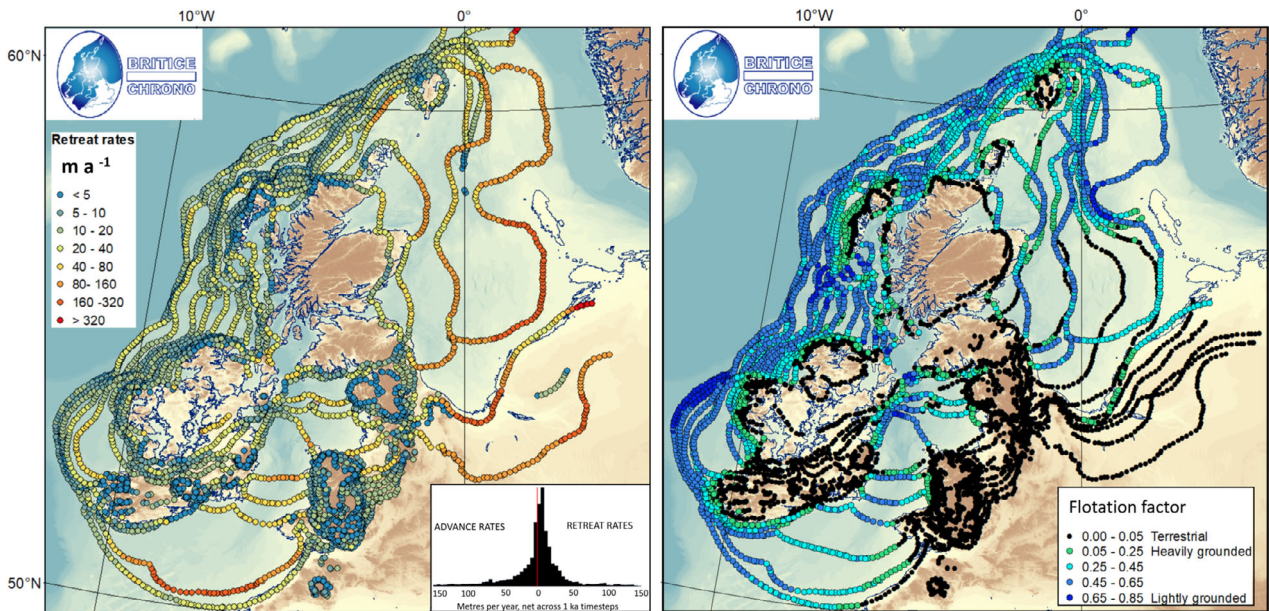 10°W
0°
60°N
BRITICE
CHRONO
Retreat rates
m a -1
< 5
5 - 10
10 - 20
20 - 40
40 - 80
80- 160
160 -320
> 320
50°N
ADVANCE RATES
RETREAT RATES
150 100 50 0 50 100 150
Metres per year, net across 1 ka timesteps
10°W
0°
BRITICE
CHRONO
60°N
Flotation factor
0.00 - 0.05 Terrestrial
0.05 - 0.25 Heavily grounded
0.25 - 0.45
0.45 - 0.65
0.65 - 0.85 Lightly grounded
50°N